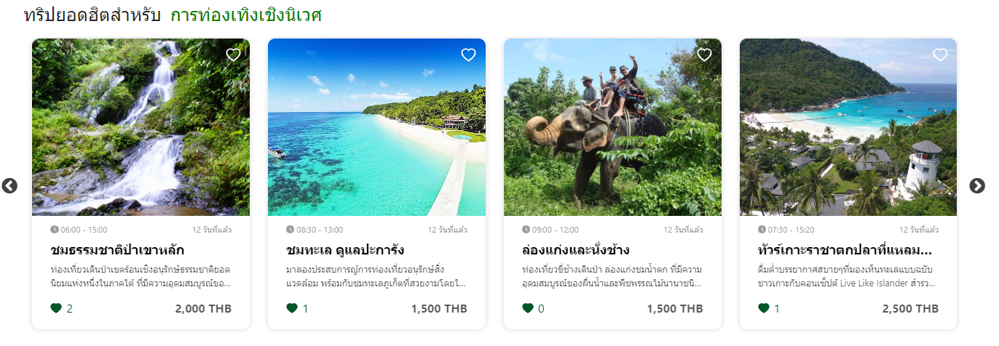 ทริปยอดฮิตสำหรับ การท่องเทิงเชิงนิเวศ
06:00 - 15:00 12 วันที่แล้ว
ชมธรรมชาติป่าเขาหลัก
ท่องเที่ยวเดินป่าเขตร้อนเชิงอนุรักษ์ธรรมชาติยอด
นิยมแห่งหนึ่งในภาคใต้ ที่มีความอุดมสมบูรณ์ของ...
2 2,000 THB
08:30 - 13:00 12 วันที่แล้ว
ชมทะเล ดูแลปะการัง
มาลองประสบการณ์การท่องเที่ยวอนุรักษ์สิ่ง
แวดล้อม พร้อมกับชมทะเลภูเก็ตที่สวยงามโดยใ...
1 1,500 THB
09:00 - 12:00 12 วันที่แล้ว
ล่องแก่งและนั่งช้าง
ท่องเที่ยวขี่ช้างเดินป่า ล่องแก่งชมน้ำตก ที่มีความ
อุดมสมบูรณ์ของผืนน้ำและพืชพรรณไม้นานาชนิ...
0 1,500 THB
07:30 - 15:20 12 วันที่แล้ว
ทัวร์เกาะราชาตกปลาที่แหลม...
ดื่มด่ำบรรยากาศสบายๆที่มองเห็นทะเลแบบฉบับ
ชาวเกาะกับคอนเซ็ปต์ Live Like Islander สำรว...
1 2,500 THB